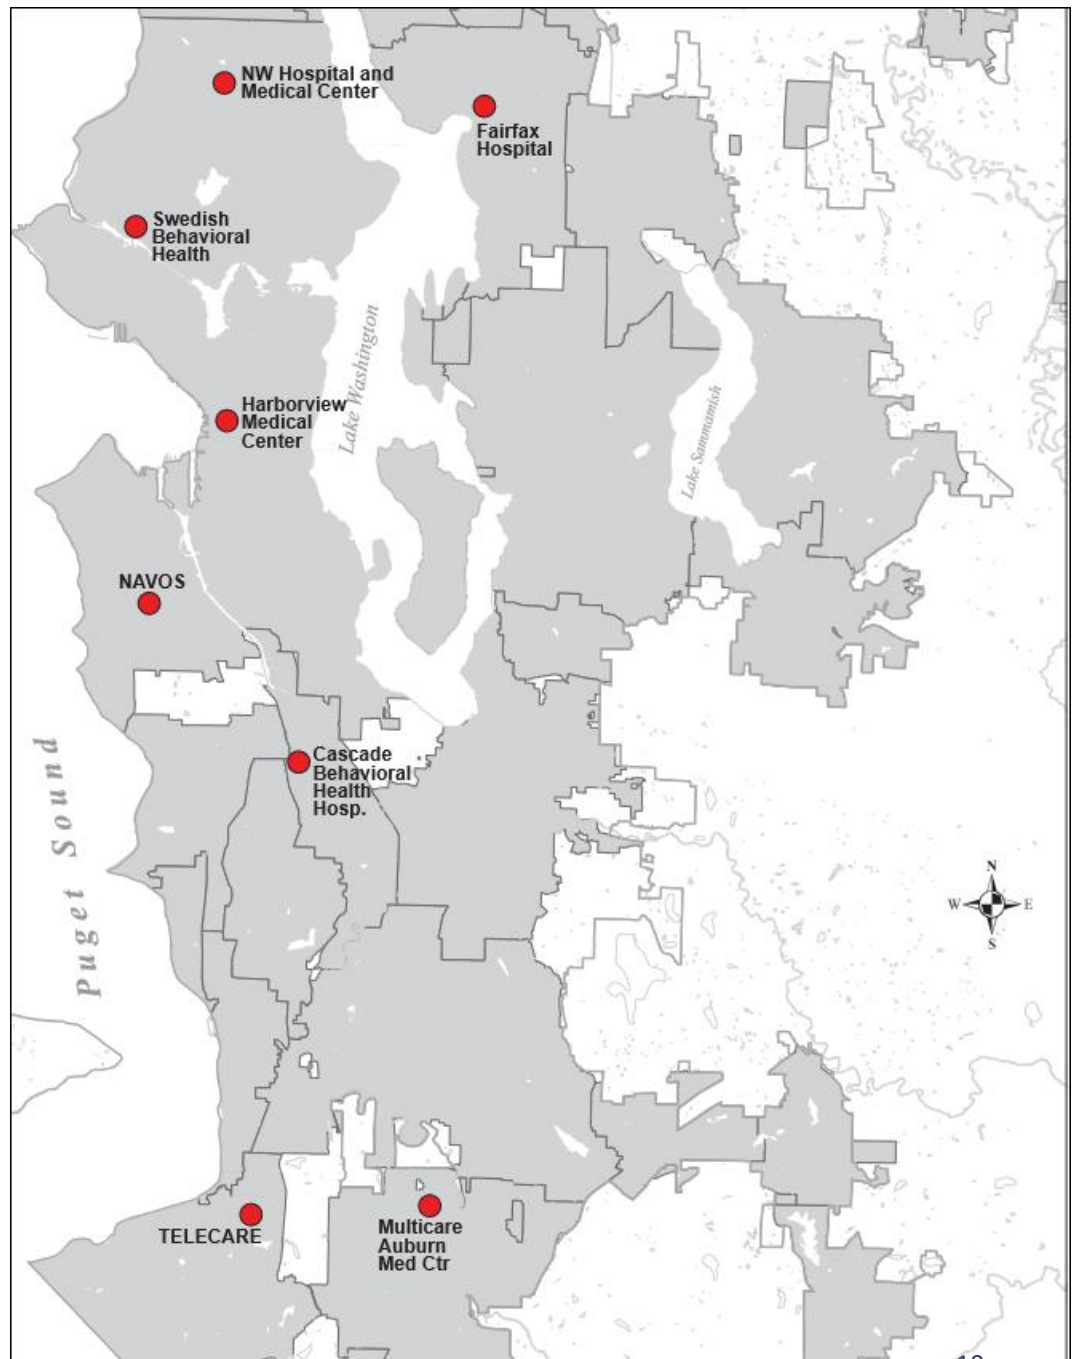 NW Hospital and
Medical Center
Fairfax
Hospital
Swedish
Behavioral
Health
Lake Washington
Harborview
Medical
Center
Lake Sammamish
NAVOS
Puget Sound
Cascade
Behavioral
Health
Hosp.
N
W E
S
TELECARE
Multicare
Auburn
Med Ctr